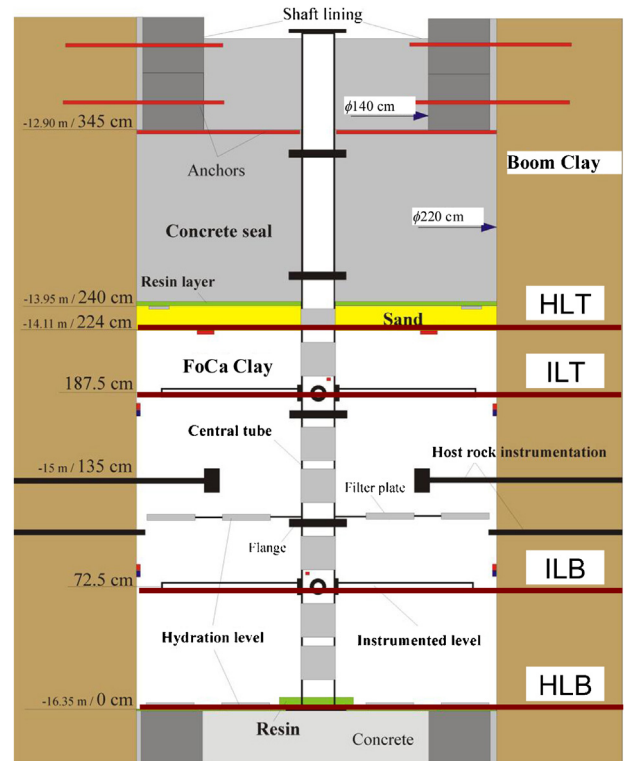 Shaft lining
ϕ140 cm
-12.90 m / 345 cm
Anchors
Boom Clay
ϕ220 cm
Concrete seal
Resin layer
-13.95 m / 240 cm
HLT
Sand
-14.11 m / 224 cm
FoCa Clay
ILT
187.5 cm
Central tube
Host rock instrumentation
-15 m / 135 cm
Filter plate
Flange
ILB
72.5 cm
Hydration level
Instrumented level
HLB
-16.35 m / 0 cm
Resin
Concrete